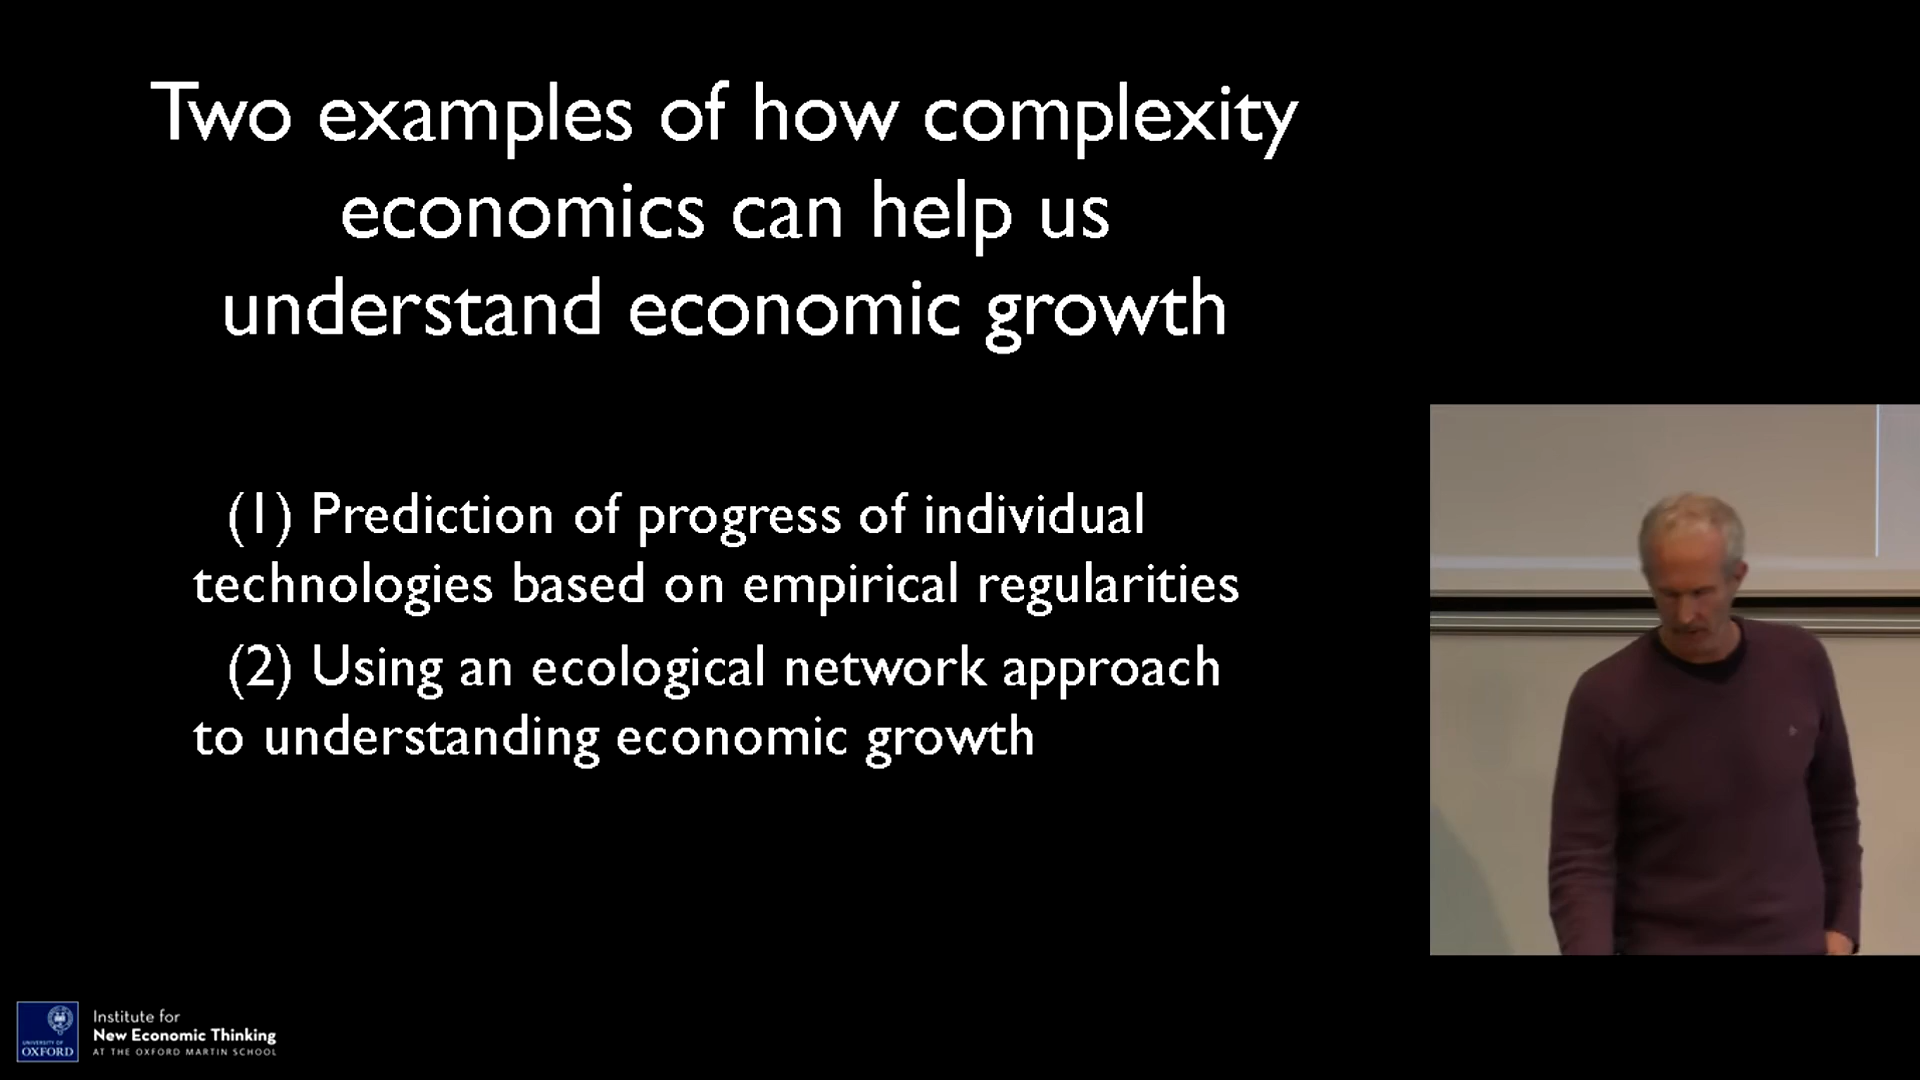 Two examples of how complexity
economics can help us
understand economic growth
(1) Prediction of progress of individual
technologies based on empirical regularities
(2) Using an ecological network approach
to understanding economic growth
UNIVERSITY OF
OXFORD
Institute for
New Economic Thinking
AT THE OXFORD MARTIN SCHOOL